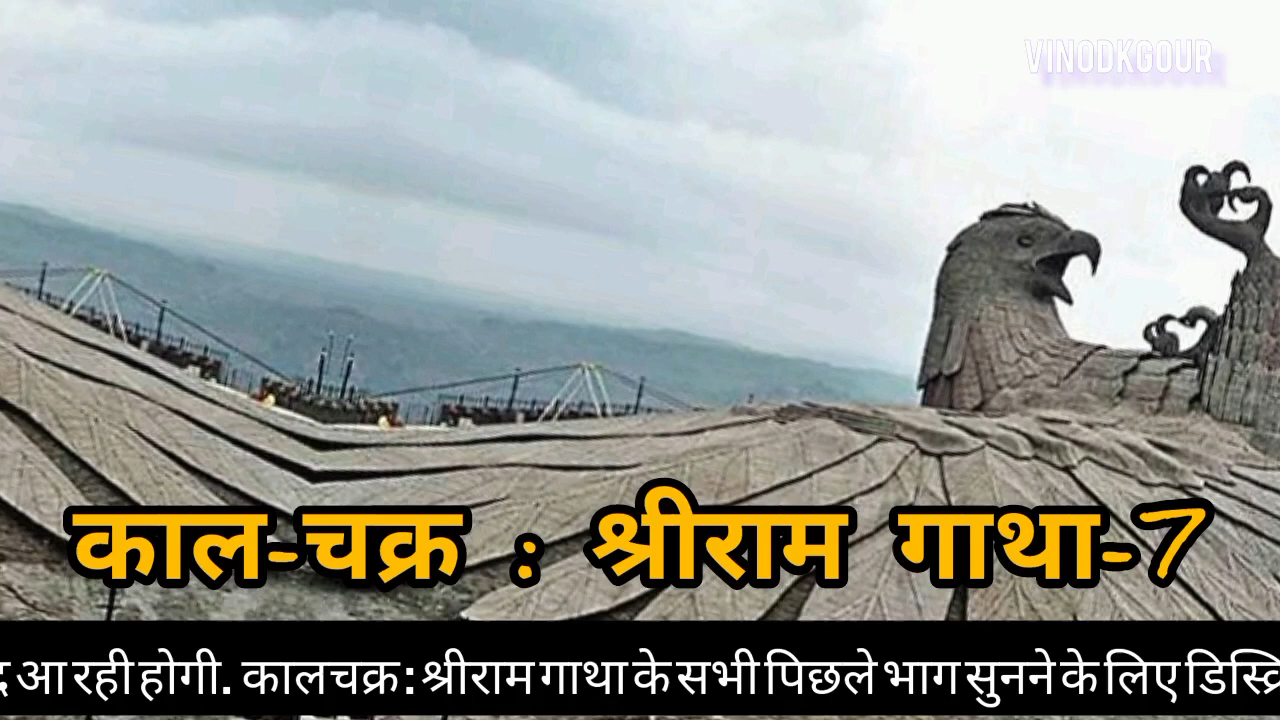 VINODKGOUR
काल-चक्र : श्रीराम गाथा-7
आ रही होगी. कालचक्र: श्रीराम गाथा के सभी पिछले भाग सुनने के लिए